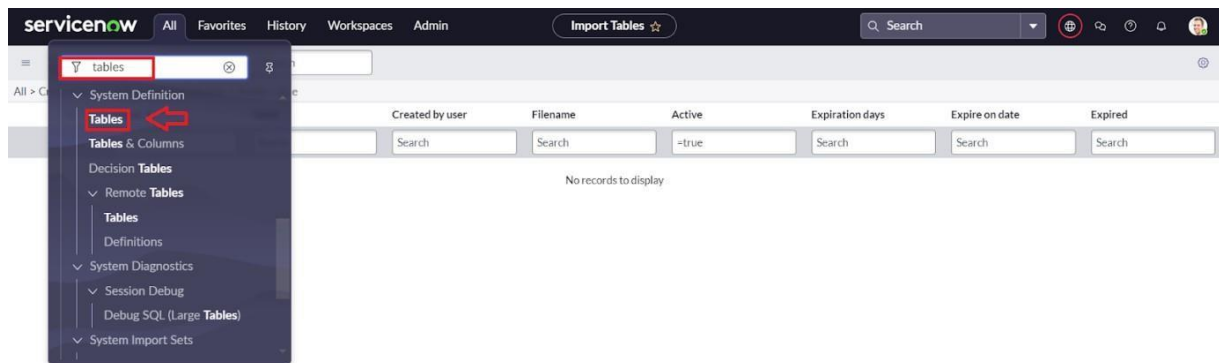 servicenow All Favorites History Workspaces Admin Import Tables Search
tables
All > C
System Definition
Tables
Created by user Filename Active Expiration days Expire on date Expired
Tables & Columns
Search Search =true Search Search Search
Decision Tables
No records to display
Remote Tables
Tables
Definitions
System Diagnostics
Session Debug
Debug SQL (Large Tables)
System Import Sets